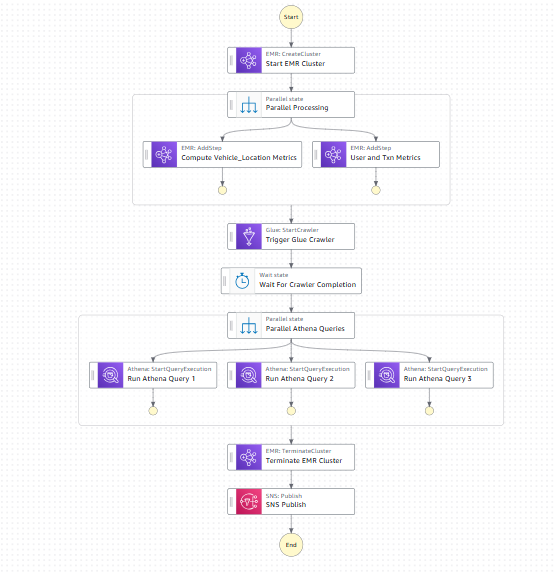 Start
EMR: CreateCluster
Start EMR Cluster
Parallel state
Parallel Processing
EMR: AddStep
Compute Vehicle_Location Metrics
EMR: AddStep
User and Txn Metrics
Glue: StartCrawler
Trigger Glue Crawler
Wait state
Wait For Crawler Completion
Parallel state
Parallel Athena Queries
Athena: StartQueryExecution
Run Athena Query 1
Athena: StartQueryExecution
Run Athena Query 2
Athena: StartQueryExecution
Run Athena Query 3
EMR: TerminateCluster
Terminate EMR Cluster
SNS: Publish
SNS Publish
End